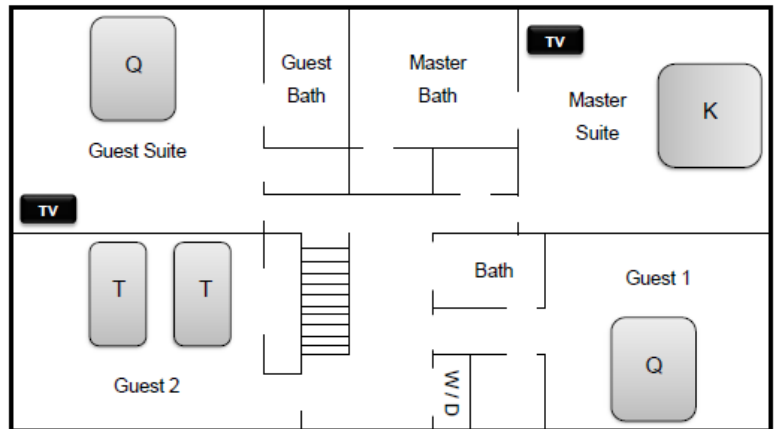 Q
Guest
Bath
Master
Bath
TV
Master
Suite
K
Guest Suite
TV
T
T
Bath
Guest 1
Guest 2
W / D
Q